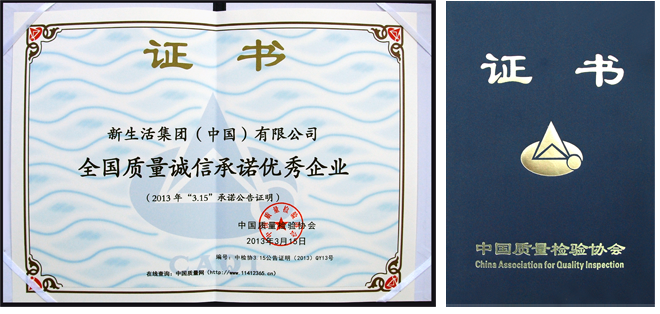 证 书
新生活集团（中国）有限公司
全国质量诚信承诺优秀企业
（2013年“3.15”承诺公告证明）
中国质量检验协会
2013年3月15日
编号：中检协3.15公告证明（2013）QY13号
在线查询：中国质量网（http://www.11412365.cn）
证 书
中国质量检验协会
China Association for Quality Inspection